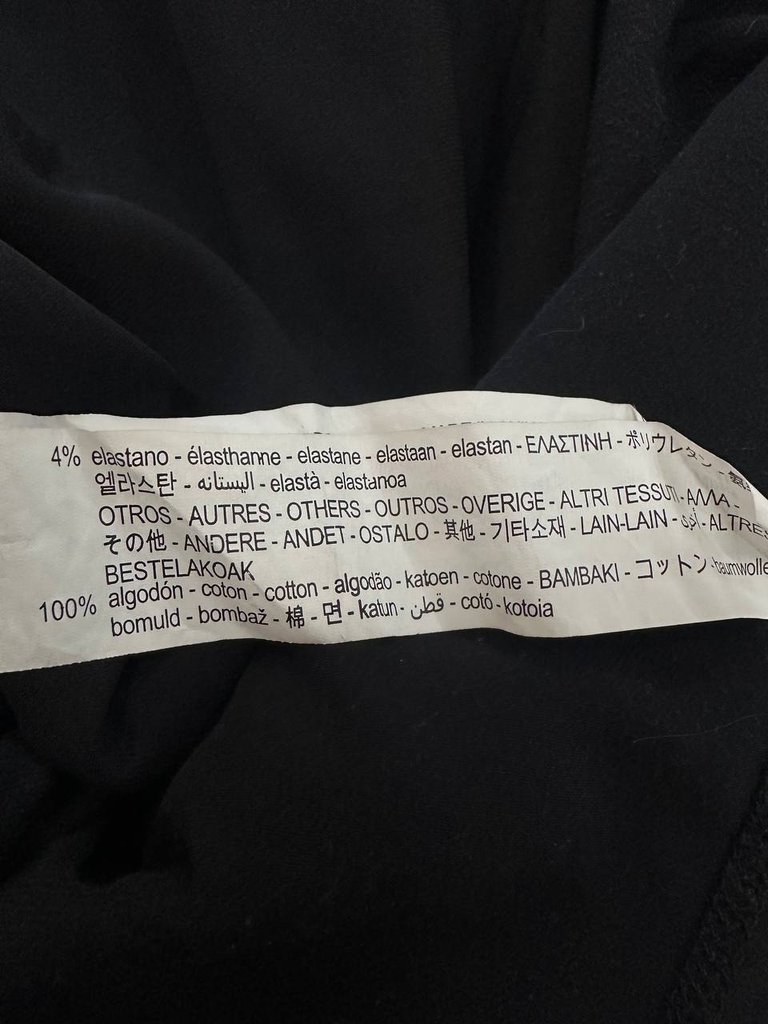 4% elastano - élasthanne - elastane - elastaan - elastan - ΕΛΑΣΤΙΝΗ - ポリウレタン -
엘라스탄 - اليستانه - elastà - elastanoa
OTROS - AUTRES - OTHERS - OUTROS - OVERIGE - ALTRI TESSUTI - AMA -
その他 - ANDERE - ANDET - OSTALO - 其他 - 기타소재 - LAIN-LAIN - أخرى - ALTRES
BESTELAKOAK
100% algodón - coton - cotton - algodão - katoen - cotone - BAMBAKI - コットン - baumwolle
bomuld - bombaž - 棉 - 면 - katun - قطن - cotó - kotoia